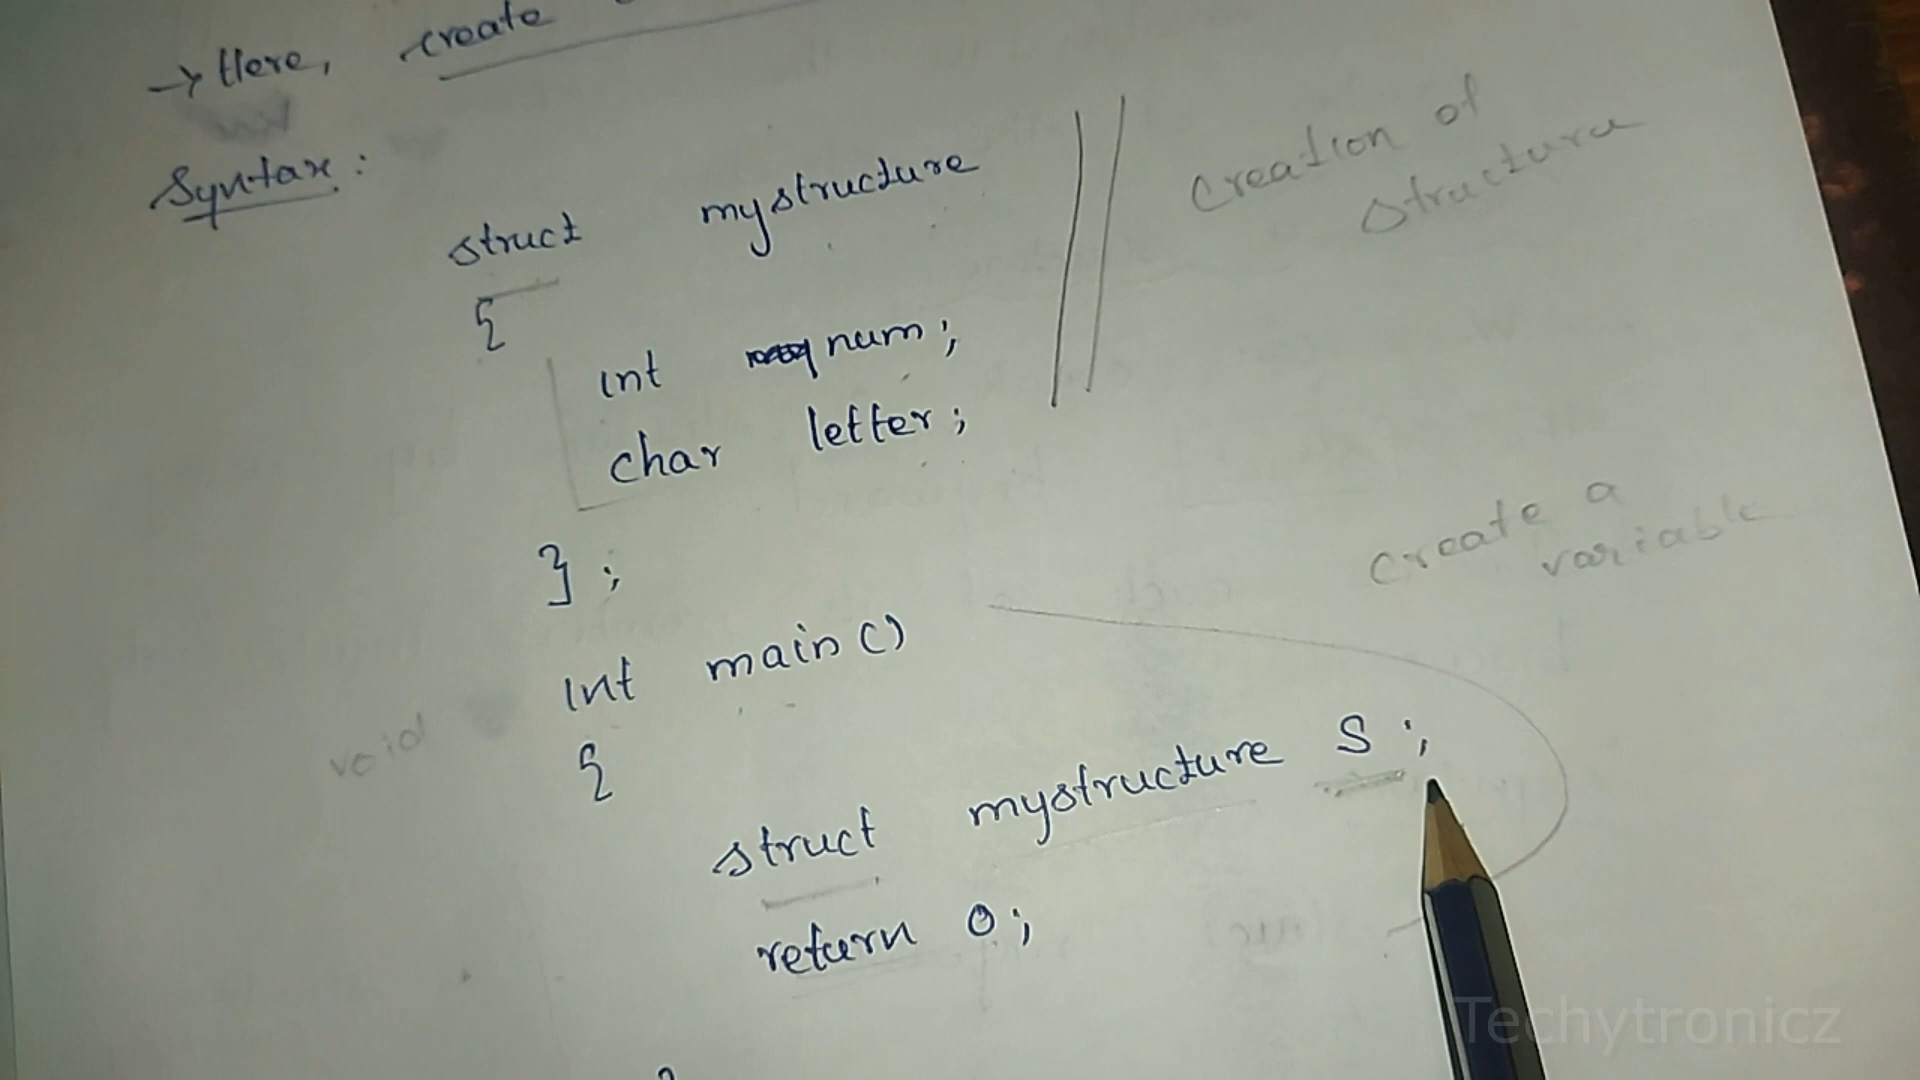 → Here, create
Syntax:
struct mystructure
{
int num;
char letter;
};
int main()
{
struct mystructure S;
return 0;
}
// Creation of
structure
create a
variable
void
Techytronicz